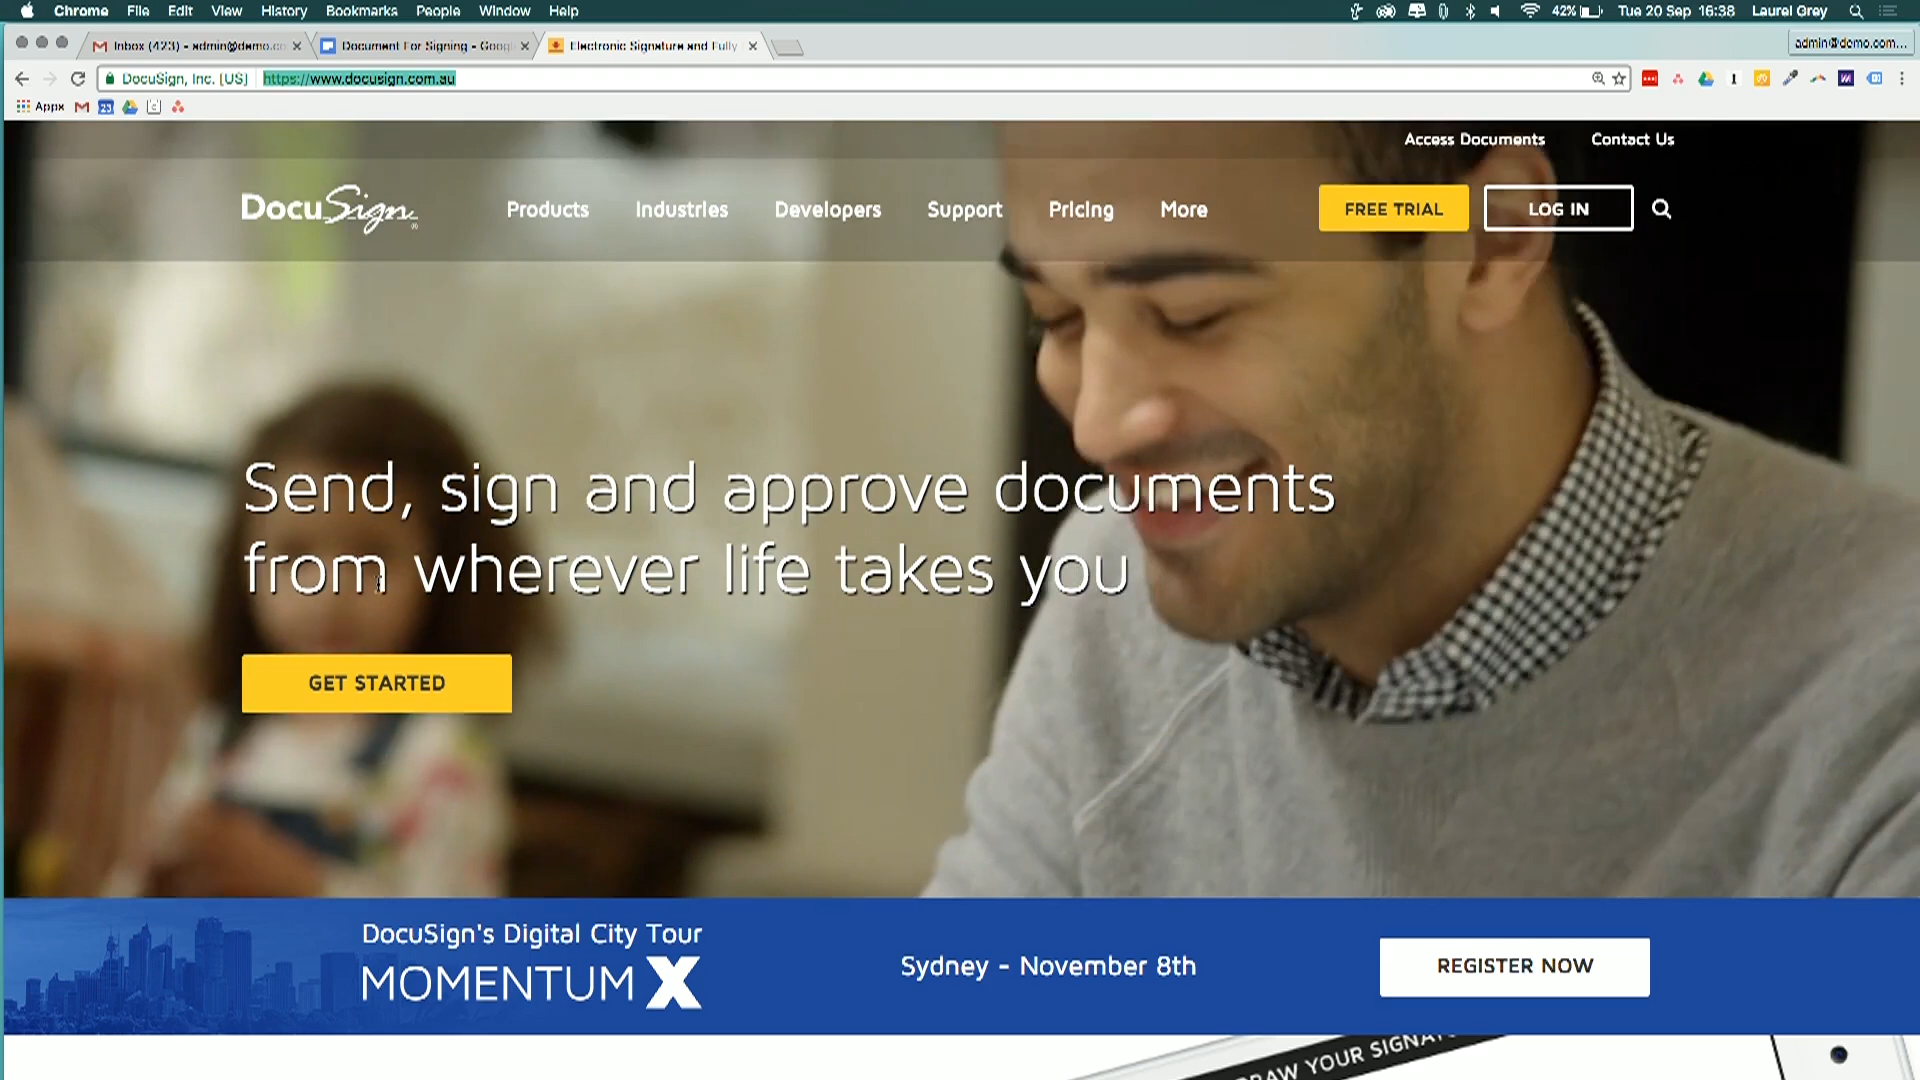 Chrome File Edit View History Bookmarks People Window Help
42% Tue 20 Sep 16:38 Laurel Grey
Inbox (423) - admin@demo.co
Document For Signing - Googl
Electronic Signature and Fully
admin@demo.com...
DocuSign, Inc. [US] https://www.docusign.com.au
Apps
Access Documents Contact Us
DocuSign
Products Industries Developers Support Pricing More
FREE TRIAL LOG IN
Send, sign and approve documents
from wherever life takes you
GET STARTED
DocuSign's Digital City Tour
MOMENTUM X
Sydney - November 8th
REGISTER NOW
RAW YOUR SIGNAT